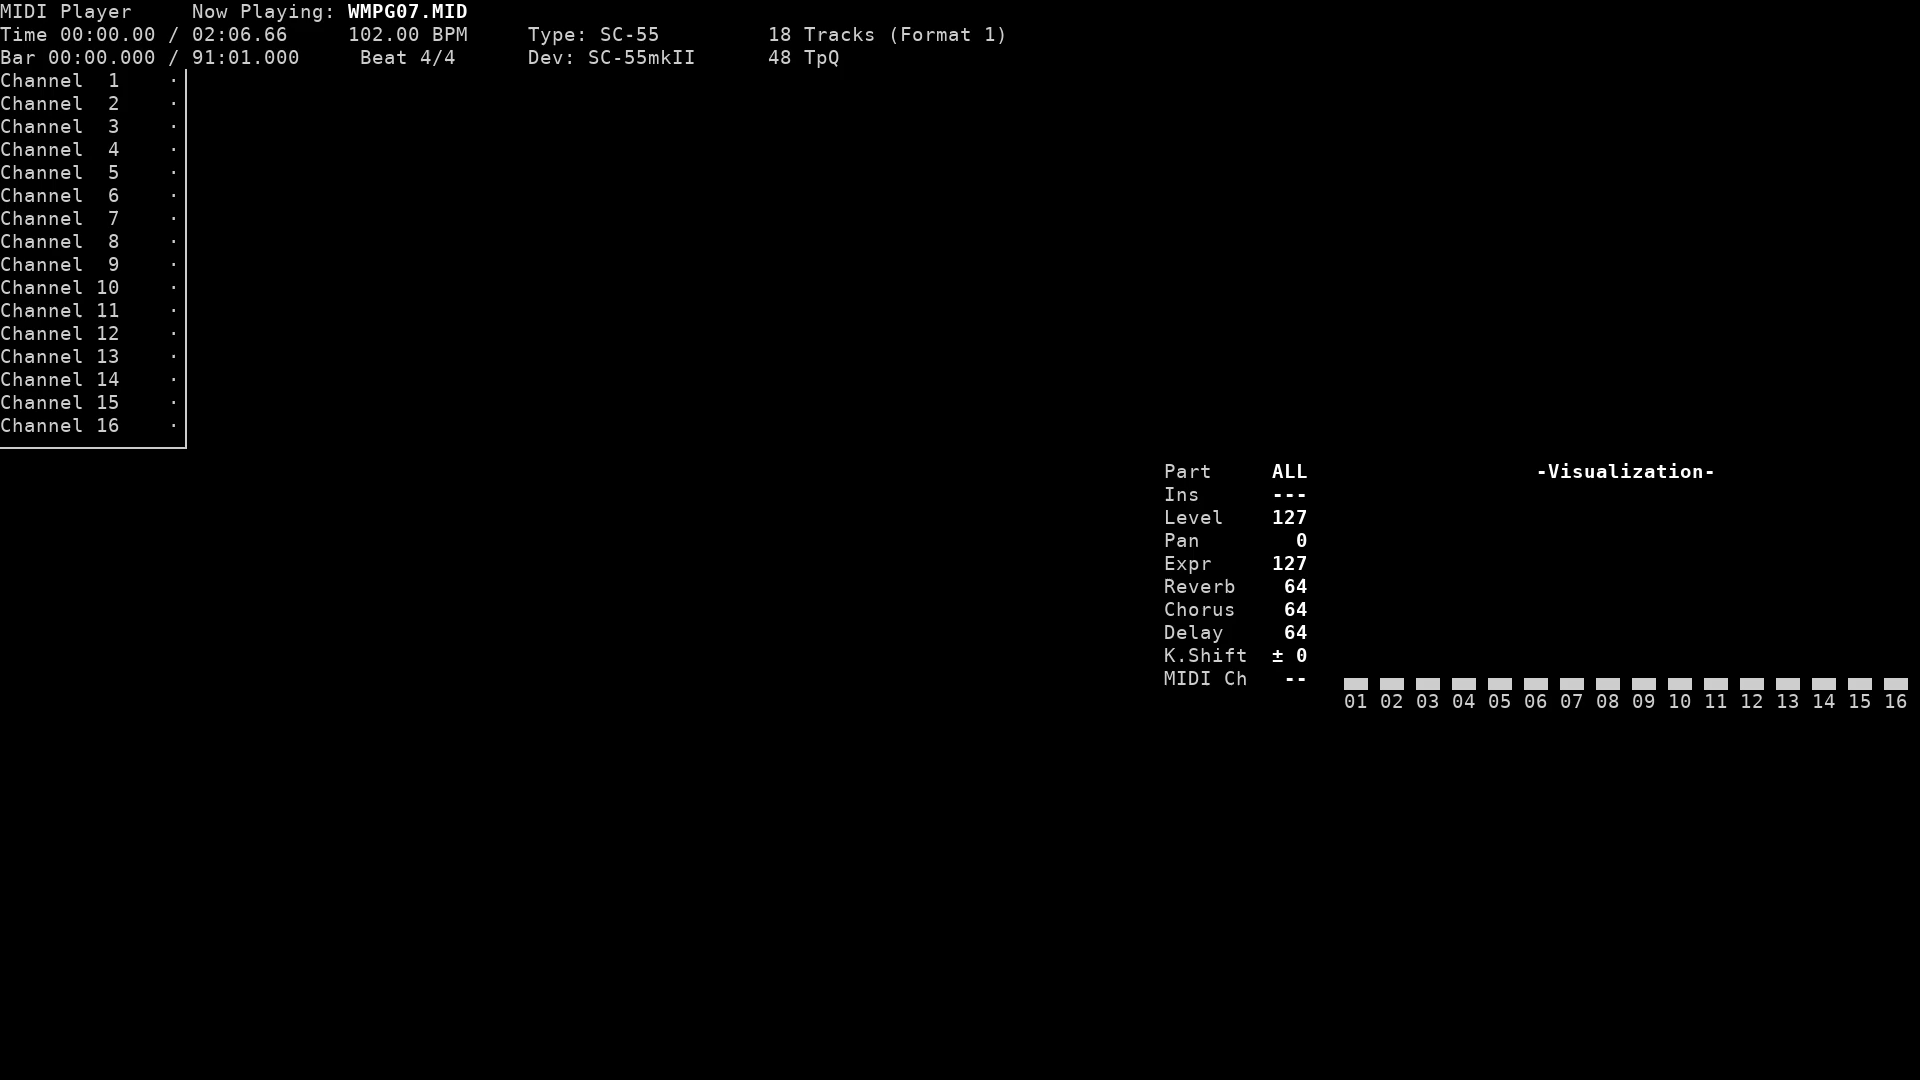 MIDI Player     Now Playing: WMPG07.MID
Time 00:00.00 / 02:06.66     102.00 BPM     Type: SC-55         18 Tracks (Format 1)
Bar 00:00.000 / 91:01.000     Beat 4/4      Dev: SC-55mkII      48 TpQ
Channel  1    ·
Channel  2    ·
Channel  3    ·
Channel  4    ·
Channel  5    ·
Channel  6    ·
Channel  7    ·
Channel  8    ·
Channel  9    ·
Channel 10    ·
Channel 11    ·
Channel 12    ·
Channel 13    ·
Channel 14    ·
Channel 15    ·
Channel 16    ·
Part     ALL
Ins      ---
Level    127
Pan        0
Expr     127
Reverb    64
Chorus    64
Delay     64
K.Shift  ± 0
MIDI Ch   --
-Visualization-
01 02 03 04 05 06 07 08 09 10 11 12 13 14 15 16